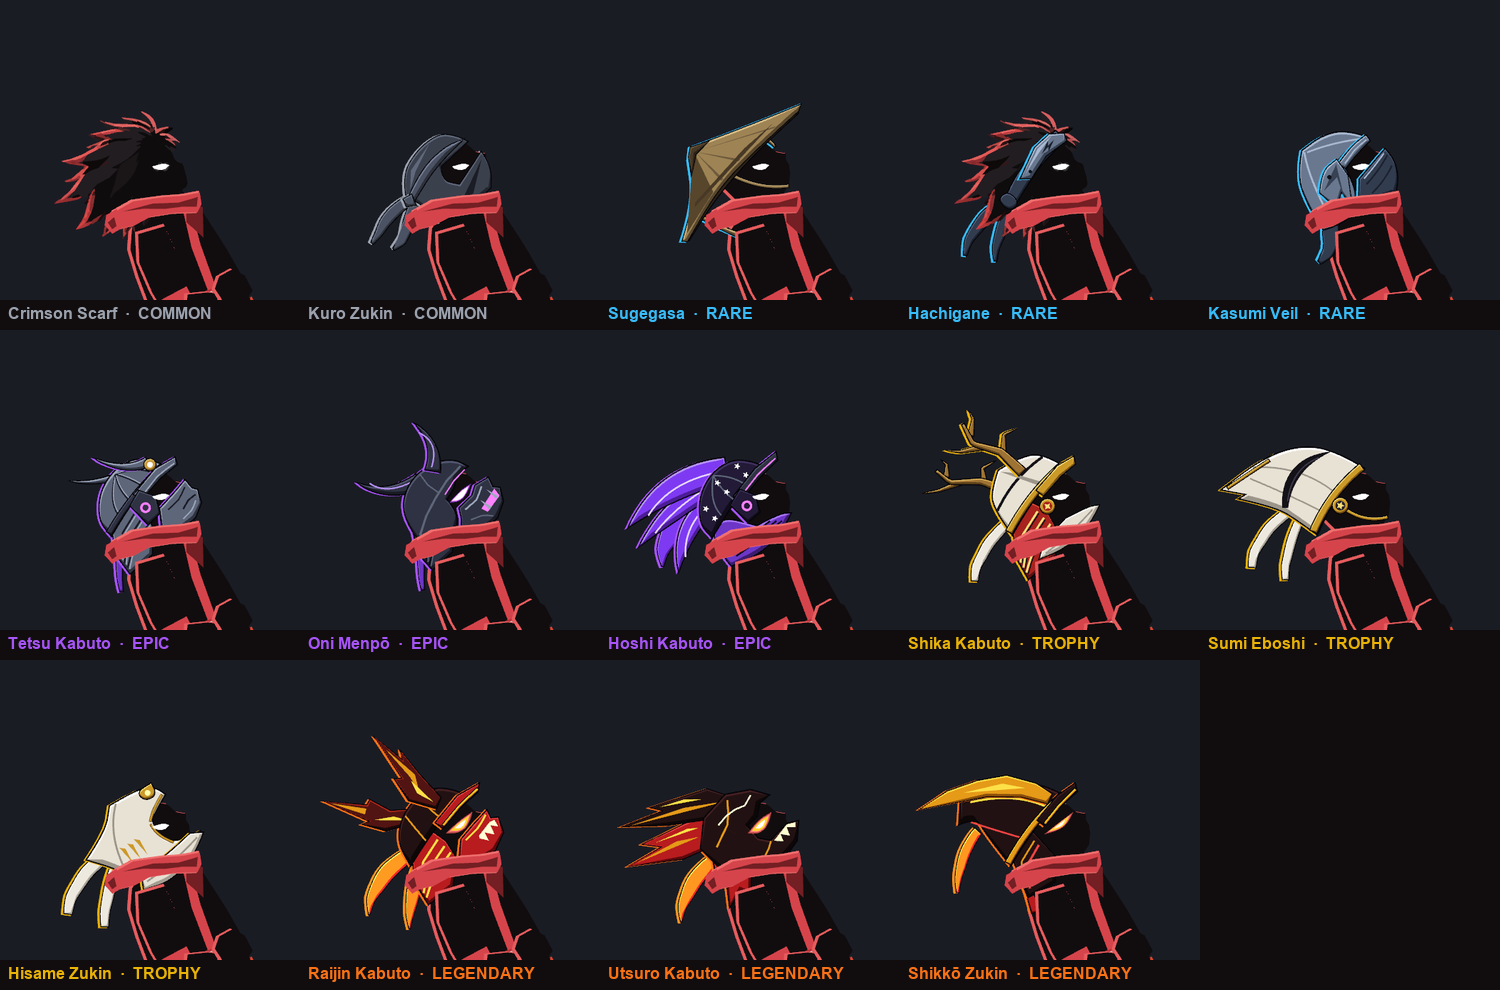 Crimson Scarf · COMMON
Kuro Zukin · COMMON
Sugegasa · RARE
Hachigane · RARE
Kasumi Veil · RARE
Tetsu Kabuto · EPIC
Oni Menpō · EPIC
Hoshi Kabuto · EPIC
Shika Kabuto · TROPHY
Sumi Eboshi · TROPHY
Hisame Zukin · TROPHY
Raijin Kabuto · LEGENDARY
Utsuro Kabuto · LEGENDARY
Shikkō Zukin · LEGENDARY